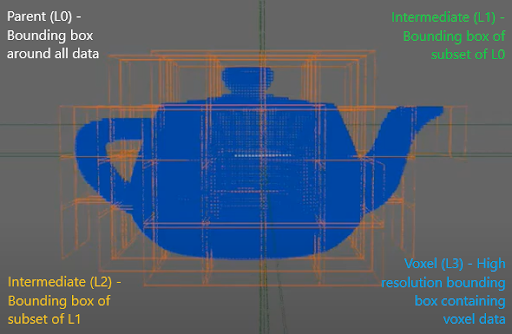 Parent (L0) -
Bounding box
around all data
Intermediate (L1) -
Bounding box of
subset of L0
Intermediate (L2) -
Bounding box of
subset of L1
Voxel (L3) - High
resolution bounding
box containing
voxel data